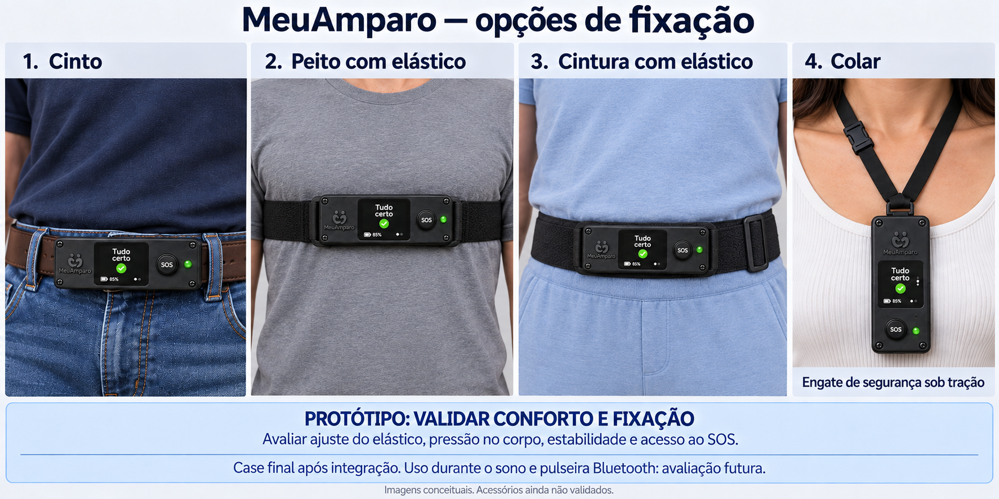 MeuAmparo — opções de fixação
1. Cinto
2. Peito com elástico
3. Cintura com elástico
4. Colar
MeuAmparo
Tudo
certo
85%
SOS
MeuAmparo
Tudo
certo
85%
SOS
MeuAmparo
Tudo
certo
85%
SOS
MeuAmparo
Tudo
certo
85%
SOS
Engate de segurança sob tração
PROTÓTIPO: VALIDAR CONFORTO E FIXAÇÃO
Avaliar ajuste do elástico, pressão no corpo, estabilidade e acesso ao SOS.
Case final após integração. Uso durante o sono e pulseira Bluetooth: avaliação futura.
Imagens conceituais. Acessórios ainda não validados.